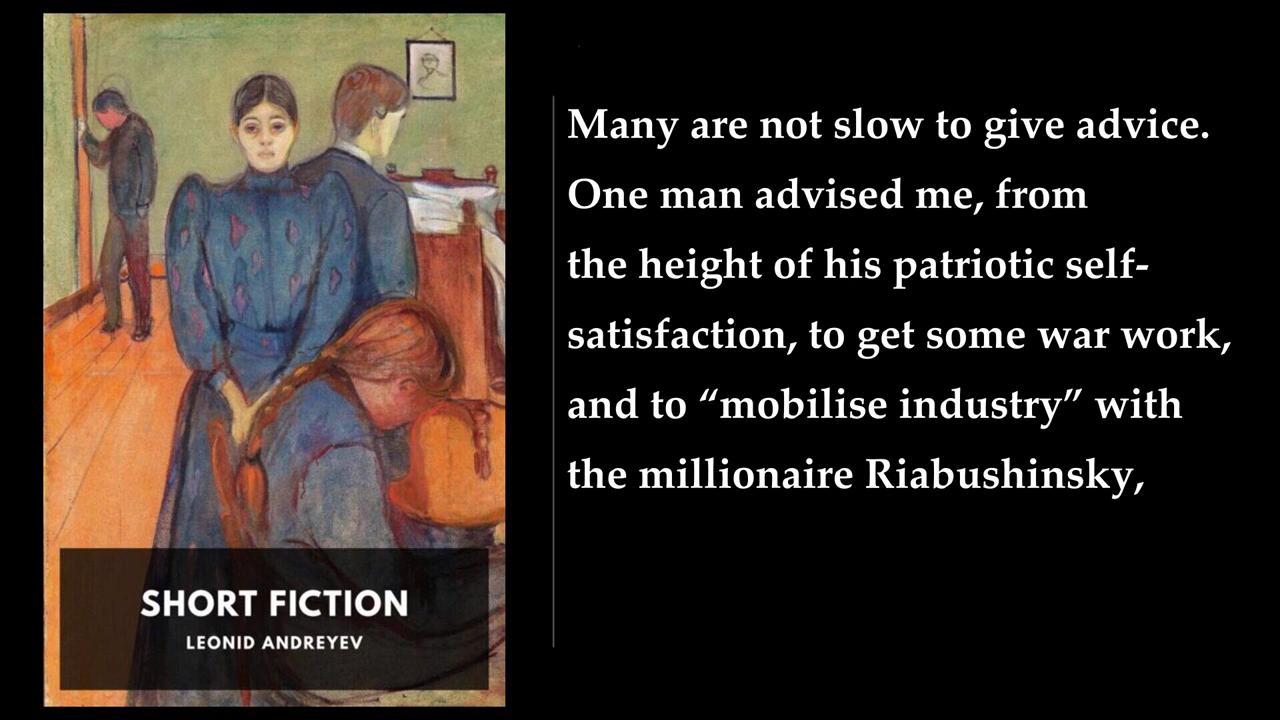 SHORT FICTION
LEONID ANDREYEV
Many are not slow to give advice.
One man advised me, from
the height of his patriotic self-
satisfaction, to get some war work,
and to “mobilise industry” with
the millionaire Riabushinsky,